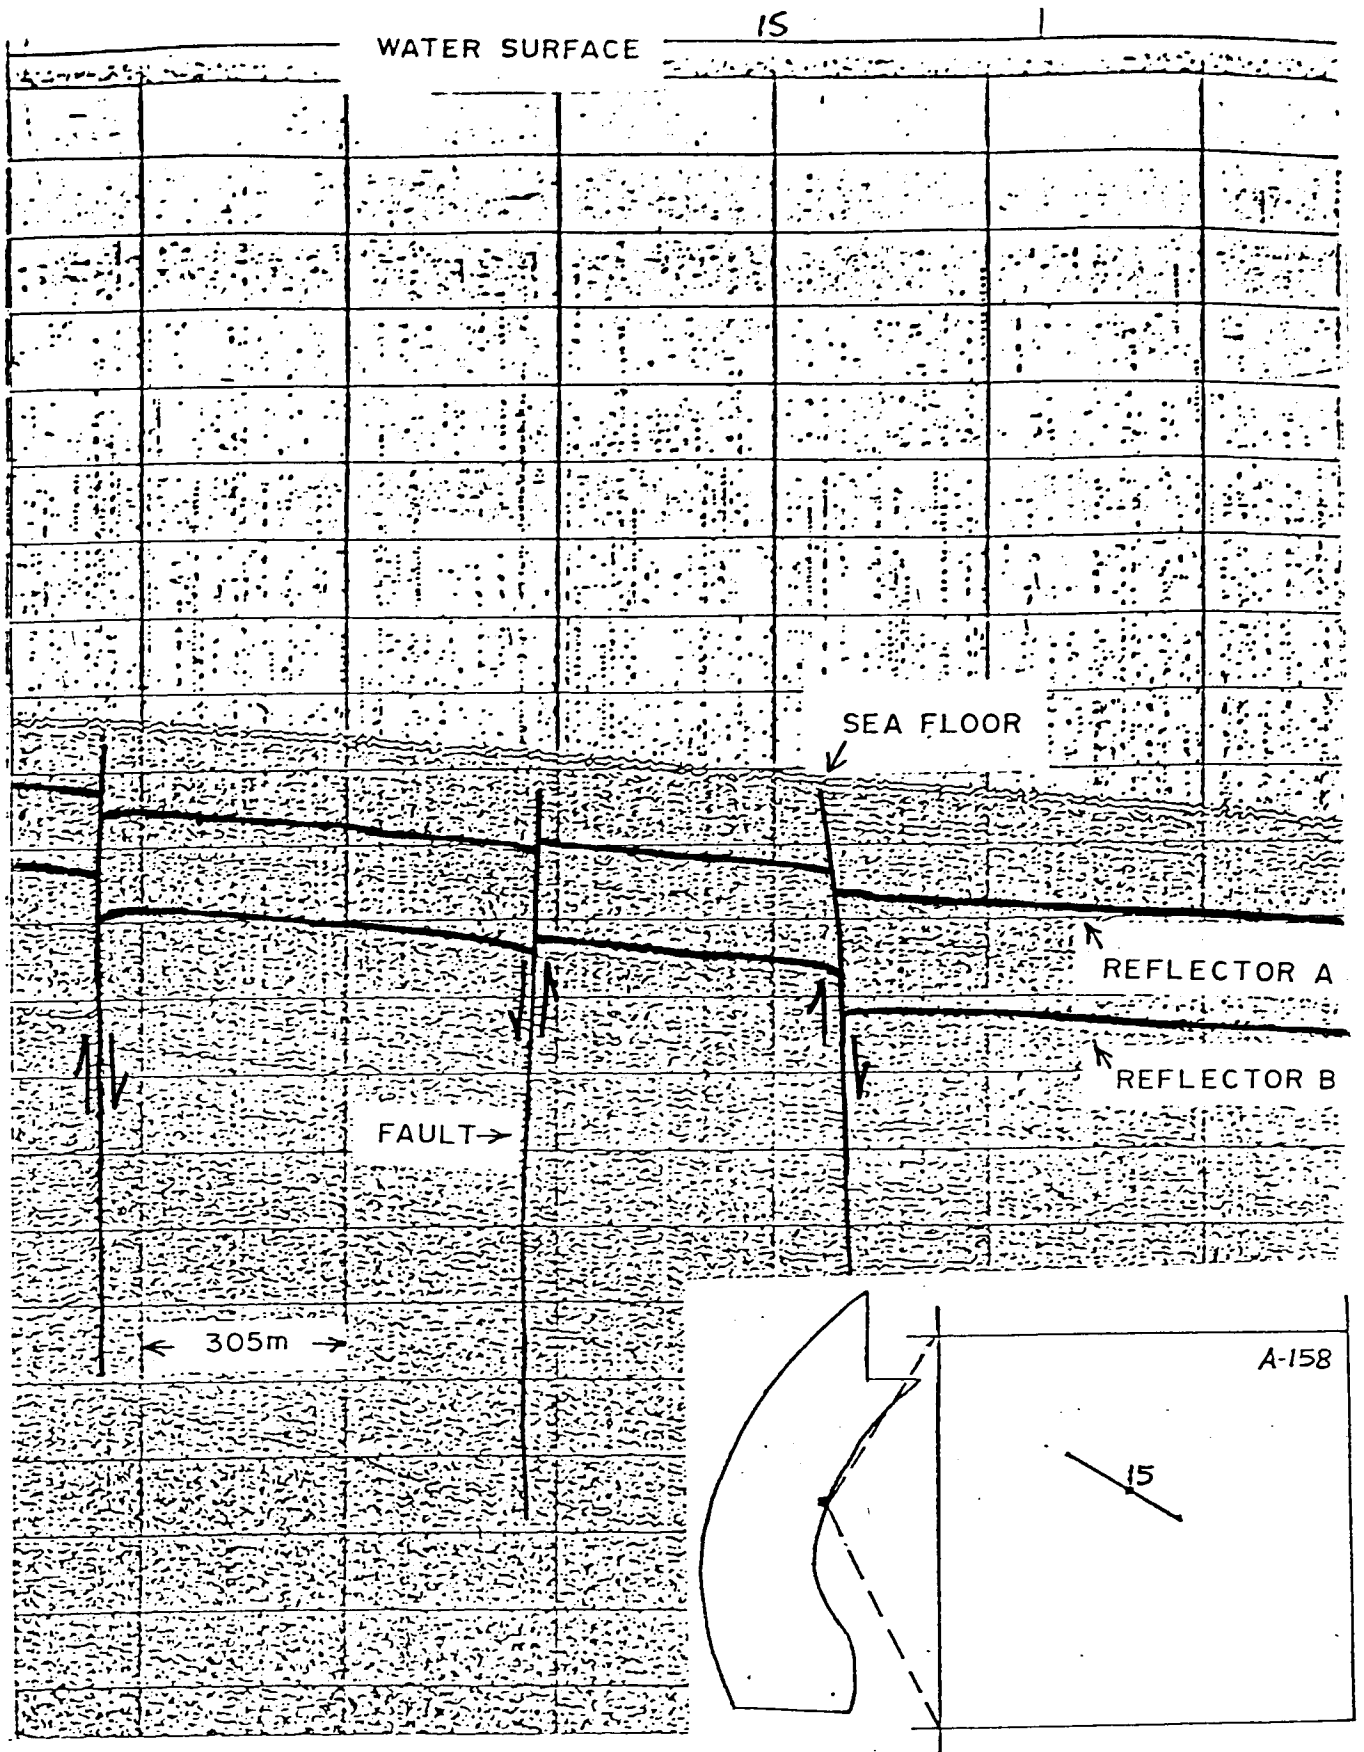 15
WATER SURFACE
SEA FLOOR
REFLECTOR A
REFLECTOR B
FAULT→
← 305m →
A-158
15